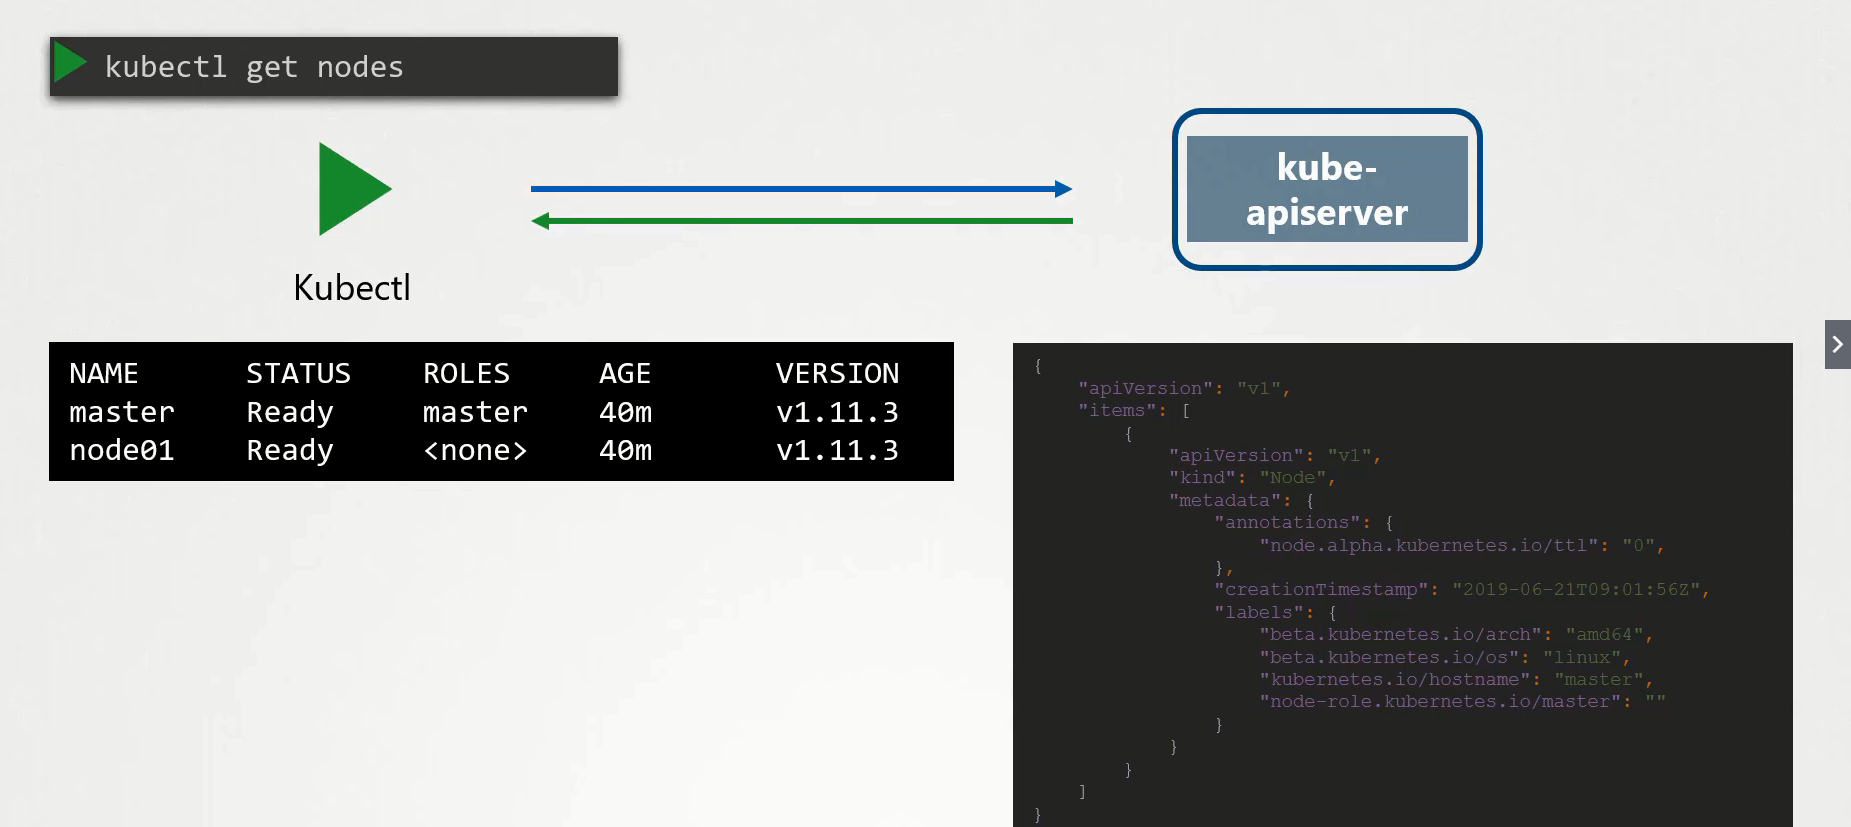 kubectl get nodes
kube-
apiserver
Kubectl
NAME STATUS ROLES AGE VERSION
master Ready master 40m v1.11.3
node01 Ready <none> 40m v1.11.3
{
"apiVersion": "v1",
"items": [
{
"apiVersion": "v1",
"kind": "Node",
"metadata": {
"annotations": {
"node.alpha.kubernetes.io/ttl": "0",
},
"creationTimestamp": "2019-06-21T09:01:56Z",
"labels": {
"beta.kubernetes.io/arch": "amd64",
"beta.kubernetes.io/os": "linux",
"kubernetes.io/hostname": "master",
"node-role.kubernetes.io/master": ""
}
}
}
]
}